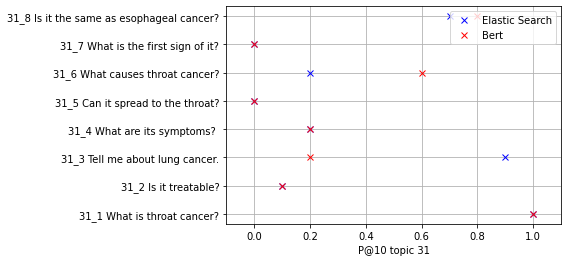 31_8 Is it the same as esophageal cancer?
31_7 What is the first sign of it?
31_6 What causes throat cancer?
31_5 Can it spread to the throat?
31_4 What are its symptoms?
31_3 Tell me about lung cancer.
31_2 Is it treatable?
31_1 What is throat cancer?
Elastic Search
Bert
0.0 0.2 0.4 0.6 0.8 1.0
P@10 topic 31